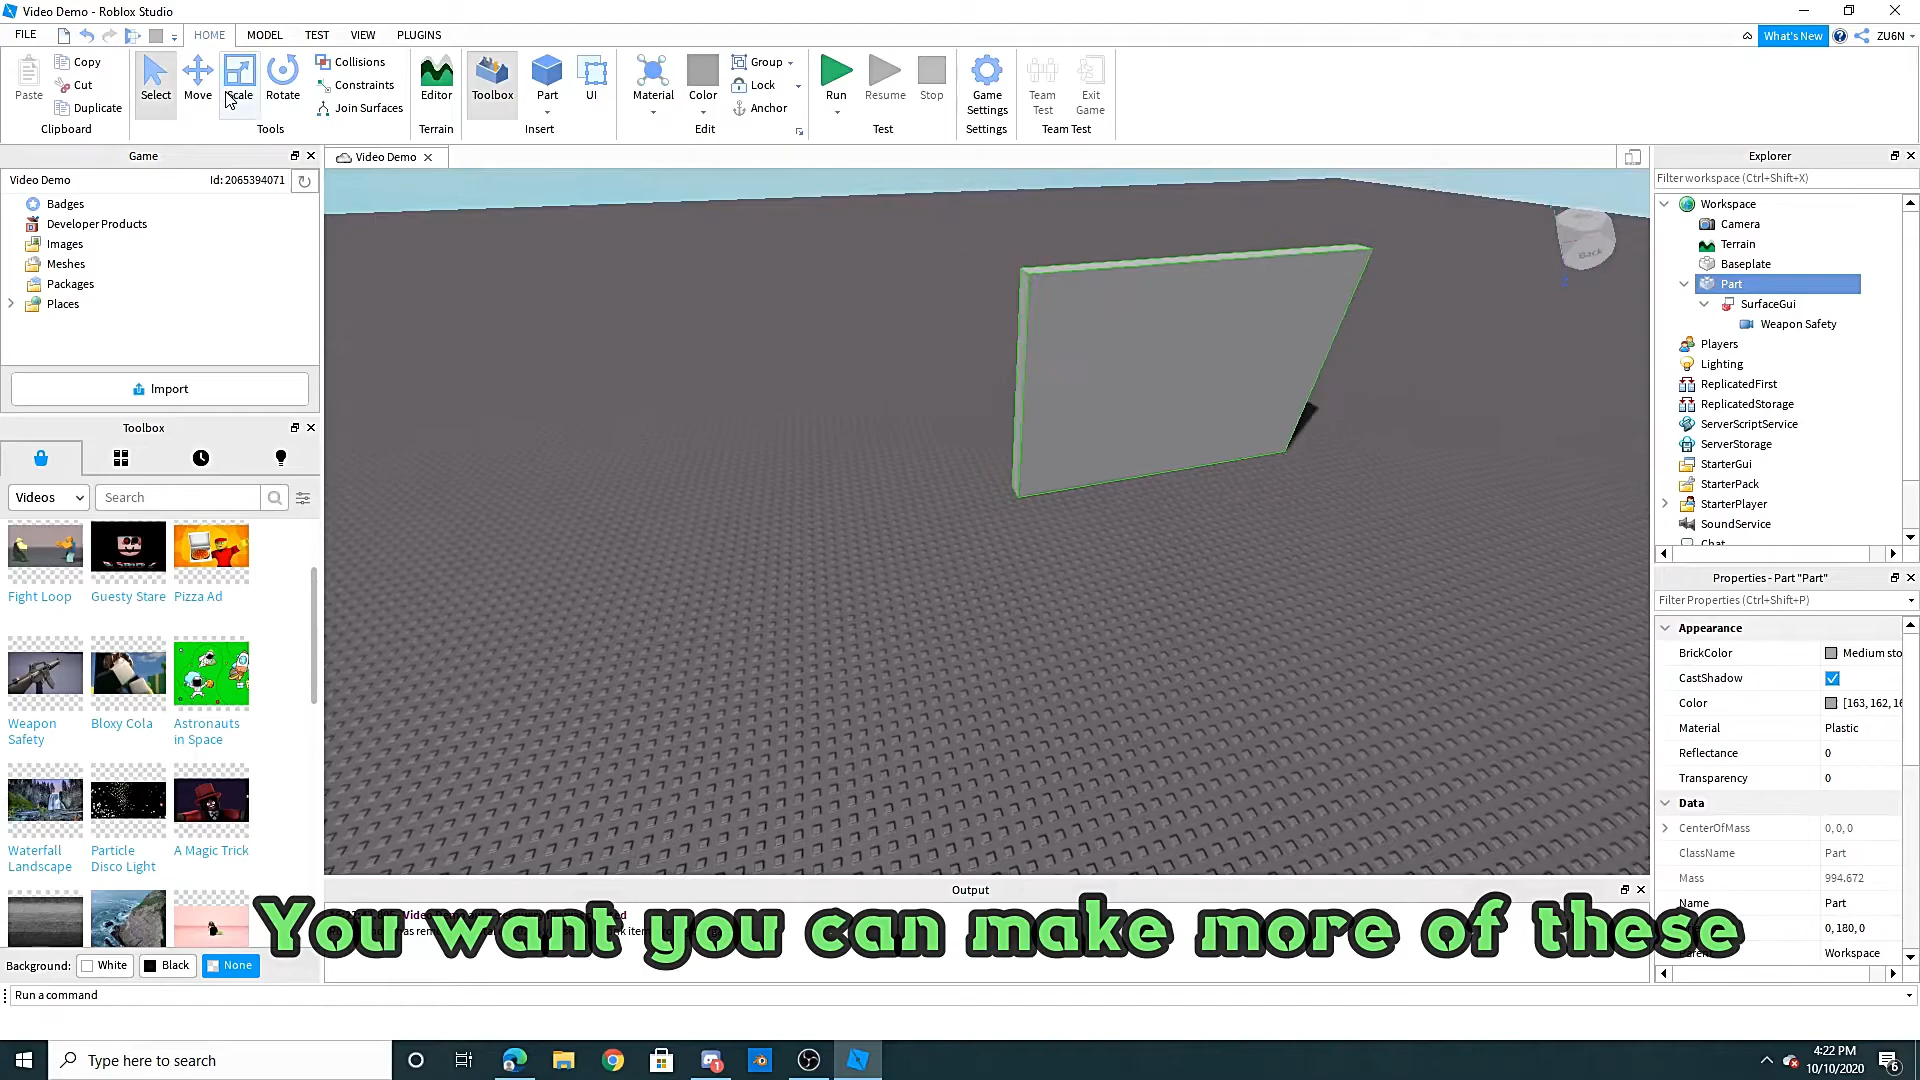 Video Demo - Roblox Studio
FILE
HOME
MODEL
TEST
VIEW
PLUGINS
What's New
ZU6N
Paste
Copy
Cut
Duplicate
Clipboard
Select
Move
Scale
Rotate
Collisions
Constraints
Join Surfaces
Tools
Editor
Terrain
Toolbox
Part
UI
Insert
Material
Color
Group
Lock
Anchor
Edit
Run
Resume
Stop
Test
Game
Settings
Settings
Team
Test
Exit
Game
Team Test
Game
Video Demo
Id: 2065394071
Badges
Developer Products
Images
Meshes
Packages
Places
Import
Toolbox
Videos
Search
Fight Loop
Guesty Stare
Pizza Ad
Weapon
Safety
Bloxy Cola
Astronauts
in Space
Waterfall
Landscape
Particle
Disco Light
A Magic Trick
Background:
White
Black
None
Video Demo
Back
Output
You want you can make more of these
Explorer
Filter workspace (Ctrl+Shift+X)
Workspace
Camera
Terrain
Baseplate
Part
SurfaceGui
Weapon Safety
Players
Lighting
ReplicatedFirst
ReplicatedStorage
ServerScriptService
ServerStorage
StarterGui
StarterPack
StarterPlayer
SoundService
Chat
Properties - Part "Part"
Filter Properties (Ctrl+Shift+P)
Appearance
BrickColor
Medium sto
CastShadow
Color
[163, 162, 16
Material
Plastic
Reflectance
0
Transparency
0
Data
CenterOfMass
0, 0, 0
ClassName
Part
Mass
994.672
Name
Part
0, 180, 0
Parent
Workspace
Run a command
Type here to search
1
4:22 PM
10/10/2020
6